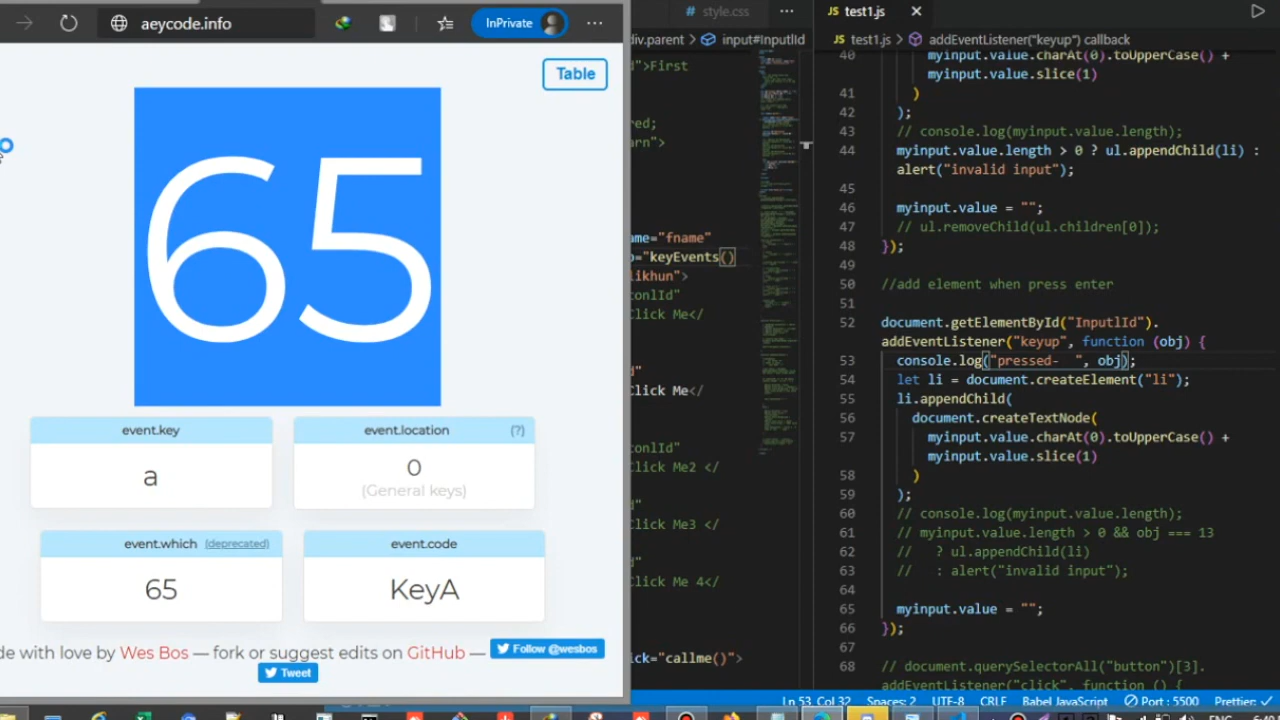 aeycode.info
InPrivate
Table
65
event.key
a
event.location (?)
0
(General keys)
event.which (deprecated)
65
event.code
KeyA
de with love by Wes Bos — fork or suggest edits on GitHub — Follow @wesbos
Tweet
# style.css
div.parent > input#InputlId
d">First
red;
arn">
ame="fname"
p="keyEvents()
likhun">
tonlId"
Click Me</
d"
Click Me</
onlId"
Click Me2 </
d"
Click Me3 </
d"
Click Me 4</
ick="callme()">
JS test1.js
JS test1.js > addEventListener("keyup") callback
40 myinput.value.charAt(0).toUpperCase() +
myinput.value.slice(1)
41 )
42 );
43 // console.log(myinput.value.length);
44 myinput.value.length > 0 ? ul.appendChild(li) :
alert("invalid input");
45
46 myinput.value = "";
47 // ul.removeChild(ul.children[0]);
48 });
49
50 //add element when press enter
51
52 document.getElementById("InputlId").
addEventListener("keyup", function (obj) {
53 console.log("pressed-  ", obj);
54 let li = document.createElement("li");
55 li.appendChild(
56 document.createTextNode(
57 myinput.value.charAt(0).toUpperCase() +
myinput.value.slice(1)
58 )
59 );
60 // console.log(myinput.value.length);
61 // myinput.value.length > 0 && obj === 13
62 // ? ul.appendChild(li)
63 // : alert("invalid input");
64
65 myinput.value = "";
66 });
67
68 // document.querySelectorAll("button")[3].
addEventListener("click", function () {
Ln 53, Col 32 Spaces: 2 UTF-8 CRLF Babel JavaScript Port : 5500 Prettier: ✓